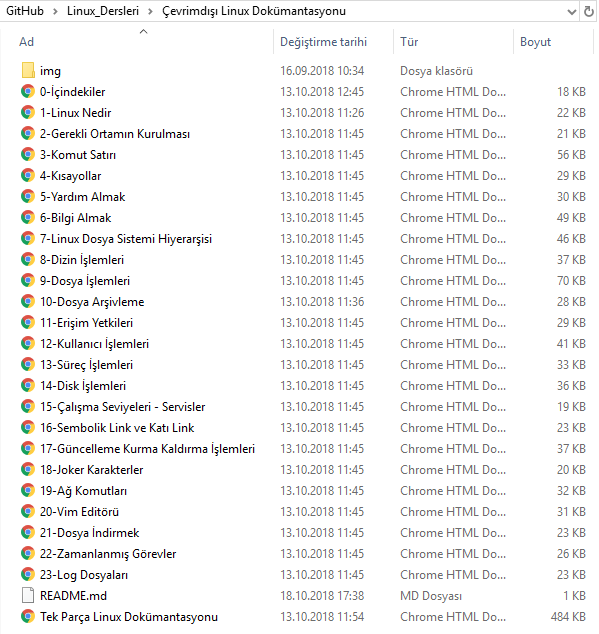 GitHub > Linux_Dersleri > Çevrimdışı Linux Dokümantasyonu
Ad Değiştirme tarihi Tür Boyut
img 16.09.2018 10:34 Dosya klasörü
0-İçindekiler 13.10.2018 12:45 Chrome HTML Do... 18 KB
1-Linux Nedir 13.10.2018 11:26 Chrome HTML Do... 22 KB
2-Gerekli Ortamın Kurulması 13.10.2018 11:45 Chrome HTML Do... 21 KB
3-Komut Satırı 13.10.2018 11:45 Chrome HTML Do... 56 KB
4-Kısayollar 13.10.2018 11:45 Chrome HTML Do... 29 KB
5-Yardım Almak 13.10.2018 11:45 Chrome HTML Do... 30 KB
6-Bilgi Almak 13.10.2018 11:45 Chrome HTML Do... 49 KB
7-Linux Dosya Sistemi Hiyerarşisi 13.10.2018 11:45 Chrome HTML Do... 46 KB
8-Dizin İşlemleri 13.10.2018 11:45 Chrome HTML Do... 37 KB
9-Dosya İşlemleri 13.10.2018 11:45 Chrome HTML Do... 70 KB
10-Dosya Arşivleme 13.10.2018 11:36 Chrome HTML Do... 28 KB
11-Erişim Yetkileri 13.10.2018 11:45 Chrome HTML Do... 29 KB
12-Kullanıcı İşlemleri 13.10.2018 11:45 Chrome HTML Do... 41 KB
13-Süreç İşlemleri 13.10.2018 11:45 Chrome HTML Do... 33 KB
14-Disk İşlemleri 13.10.2018 11:45 Chrome HTML Do... 36 KB
15-Çalışma Seviyeleri - Servisler 13.10.2018 11:45 Chrome HTML Do... 19 KB
16-Sembolik Link ve Katı Link 13.10.2018 11:45 Chrome HTML Do... 23 KB
17-Güncelleme Kurma Kaldırma İşlemleri 13.10.2018 11:45 Chrome HTML Do... 37 KB
18-Joker Karakterler 13.10.2018 11:45 Chrome HTML Do... 20 KB
19-Ağ Komutları 13.10.2018 11:45 Chrome HTML Do... 32 KB
20-Vim Editörü 13.10.2018 11:45 Chrome HTML Do... 31 KB
21-Dosya İndirmek 13.10.2018 11:45 Chrome HTML Do... 23 KB
22-Zamanlanmış Görevler 13.10.2018 11:45 Chrome HTML Do... 26 KB
23-Log Dosyaları 13.10.2018 11:45 Chrome HTML Do... 23 KB
README.md 18.10.2018 17:38 MD Dosyası 1 KB
Tek Parça Linux Dokümantasyonu 13.10.2018 11:54 Chrome HTML Do... 484 KB